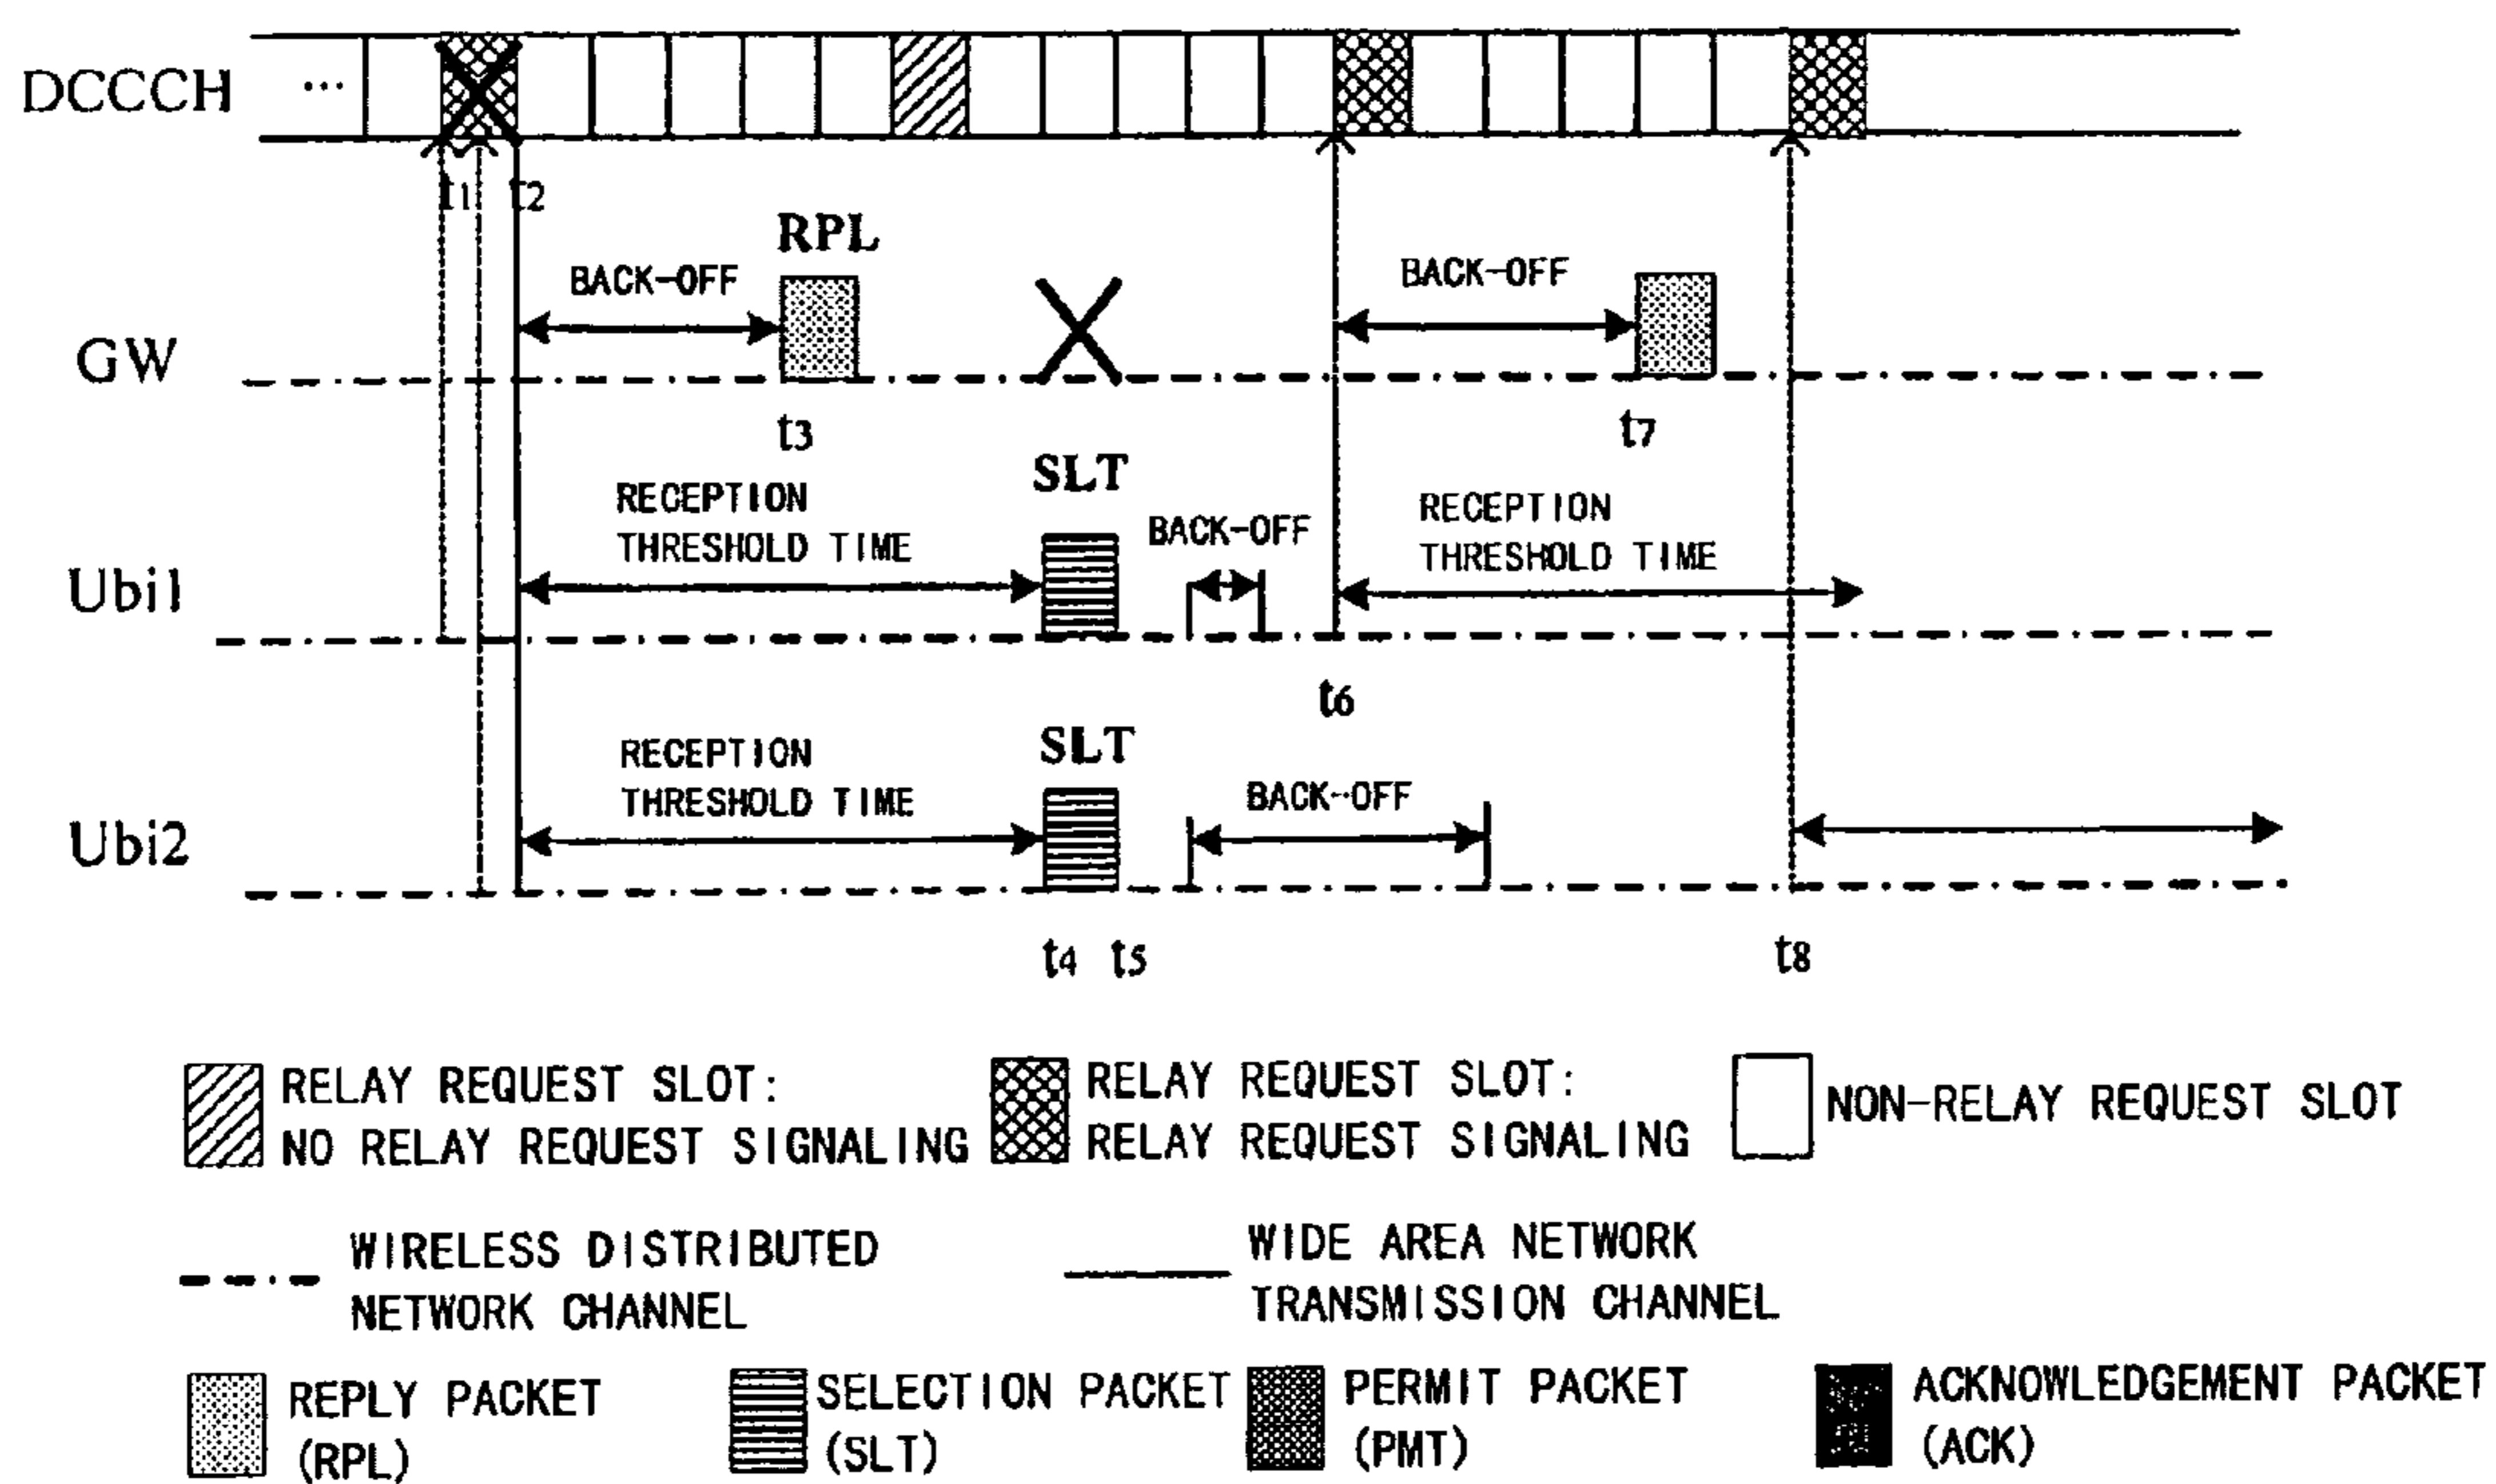 DCCCH ...
t1 t2
RPL
BACK-OFF
BACK-OFF
GW
t3
t7
SLT
RECEPTION
THRESHOLD TIME
BACK-OFF
RECEPTION
THRESHOLD TIME
Ubi1
t6
SLT
RECEPTION
THRESHOLD TIME
BACK-OFF
Ubi2
t4 t5
t8
RELAY REQUEST SLOT:
NO RELAY REQUEST SIGNALING
RELAY REQUEST SLOT:
RELAY REQUEST SIGNALING
NON-RELAY REQUEST SLOT
WIRELESS DISTRIBUTED
NETWORK CHANNEL
WIDE AREA NETWORK
TRANSMISSION CHANNEL
REPLY PACKET
(RPL)
SELECTION PACKET
(SLT)
PERMIT PACKET
(PMT)
ACKNOWLEDGEMENT PACKET
(ACK)